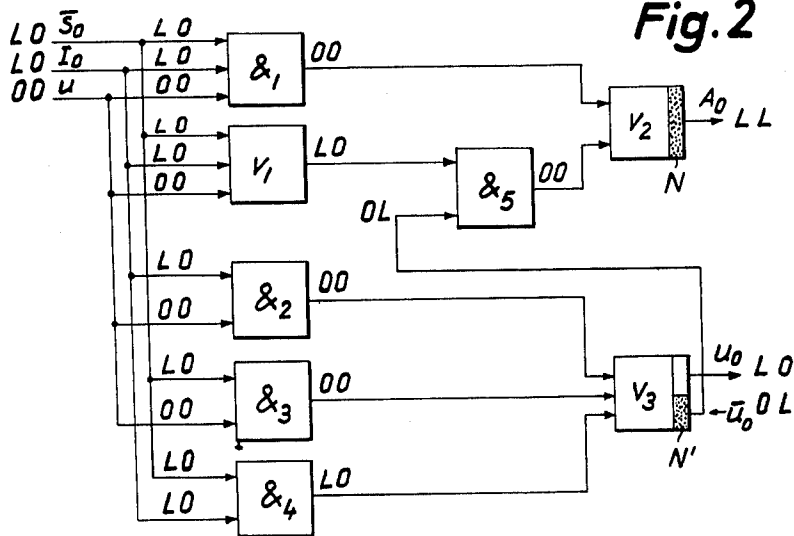 Fig. 2
L0 S̅₀ L0
L0 I₀ L0
00 u 00
&₁ 00
L0
L0
00
V₁ L0
V₂ A₀ LL
N
&₅ 00
0L
L0
00
&₂ 00
L0
00
&₃ 00
V₃ u₀ L0
u̅₀ 0L
N'
L0
L0
&₄ L0